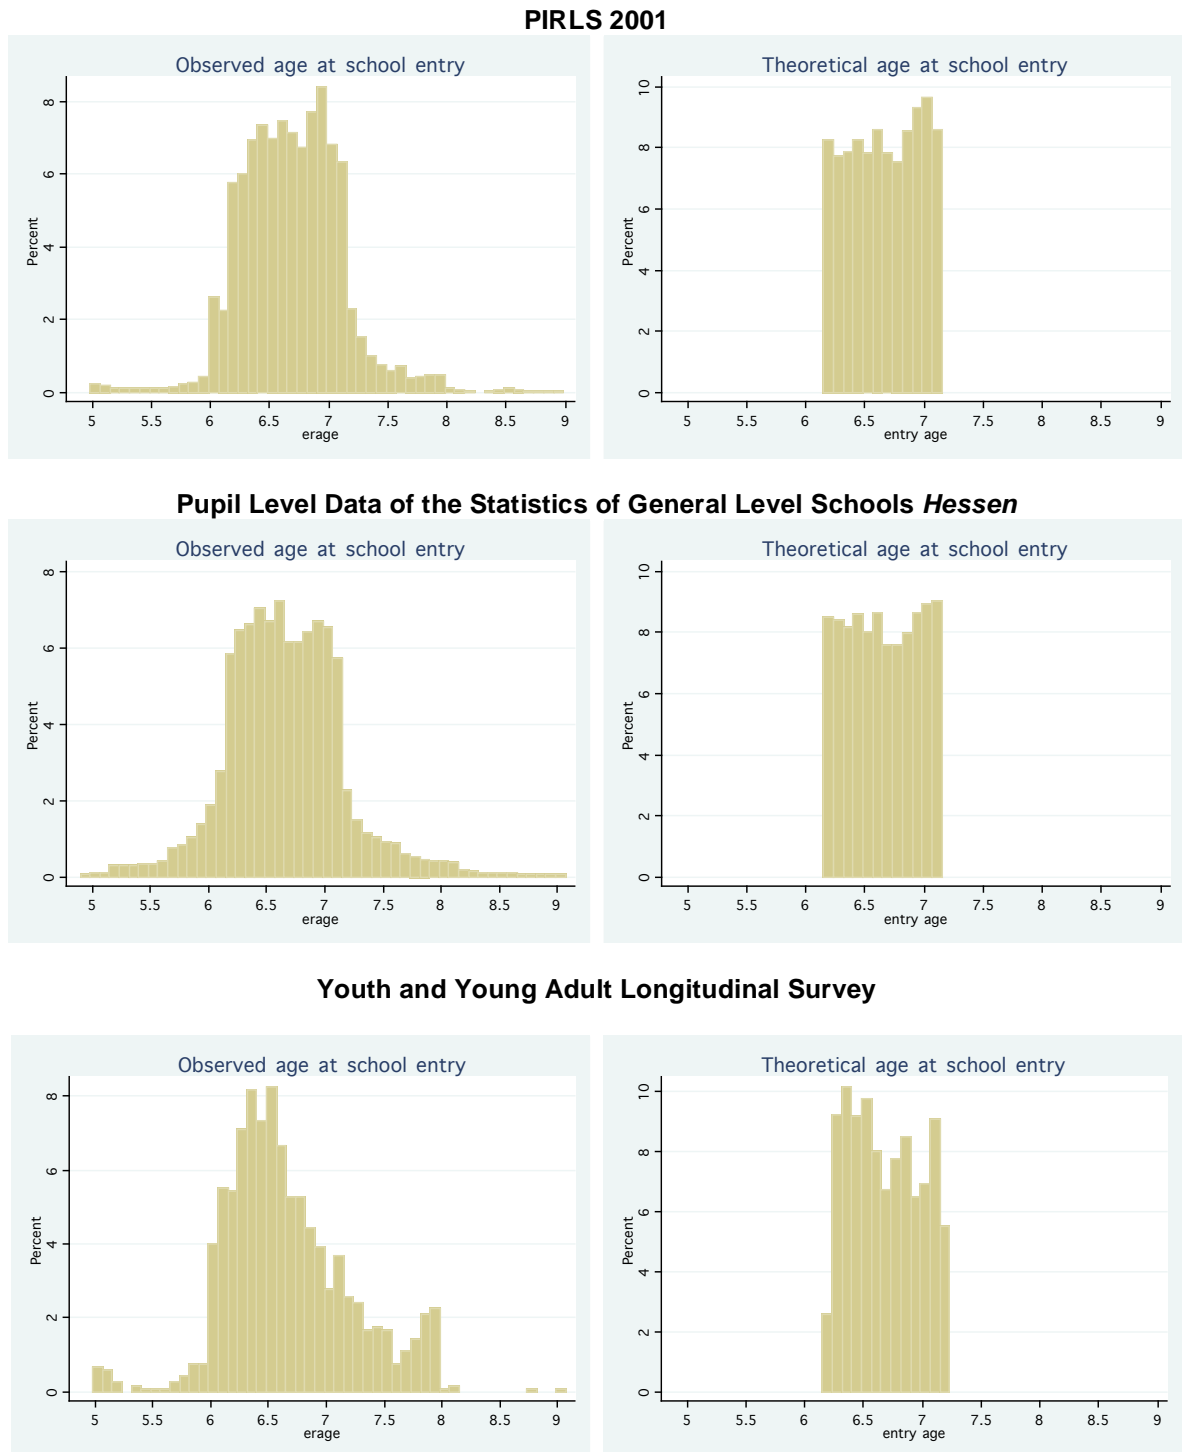 PIRLS 2001
Observed age at school entry
Percent
0
2
4
6
8
5 5.5 6 6.5 7 7.5 8 8.5 9
erage
Theoretical age at school entry
Percent
0
2
4
6
8
10
5 5.5 6 6.5 7 7.5 8 8.5 9
entry age
Pupil Level Data of the Statistics of General Level Schools Hessen
Observed age at school entry
Percent
0
2
4
6
8
5 5.5 6 6.5 7 7.5 8 8.5 9
erage
Theoretical age at school entry
Percent
0
2
4
6
8
10
5 5.5 6 6.5 7 7.5 8 8.5 9
entry age
Youth and Young Adult Longitudinal Survey
Observed age at school entry
Percent
0
2
4
6
8
5 5.5 6 6.5 7 7.5 8 8.5 9
erage
Theoretical age at school entry
Percent
0
2
4
6
8
10
5 5.5 6 6.5 7 7.5 8 8.5 9
entry age